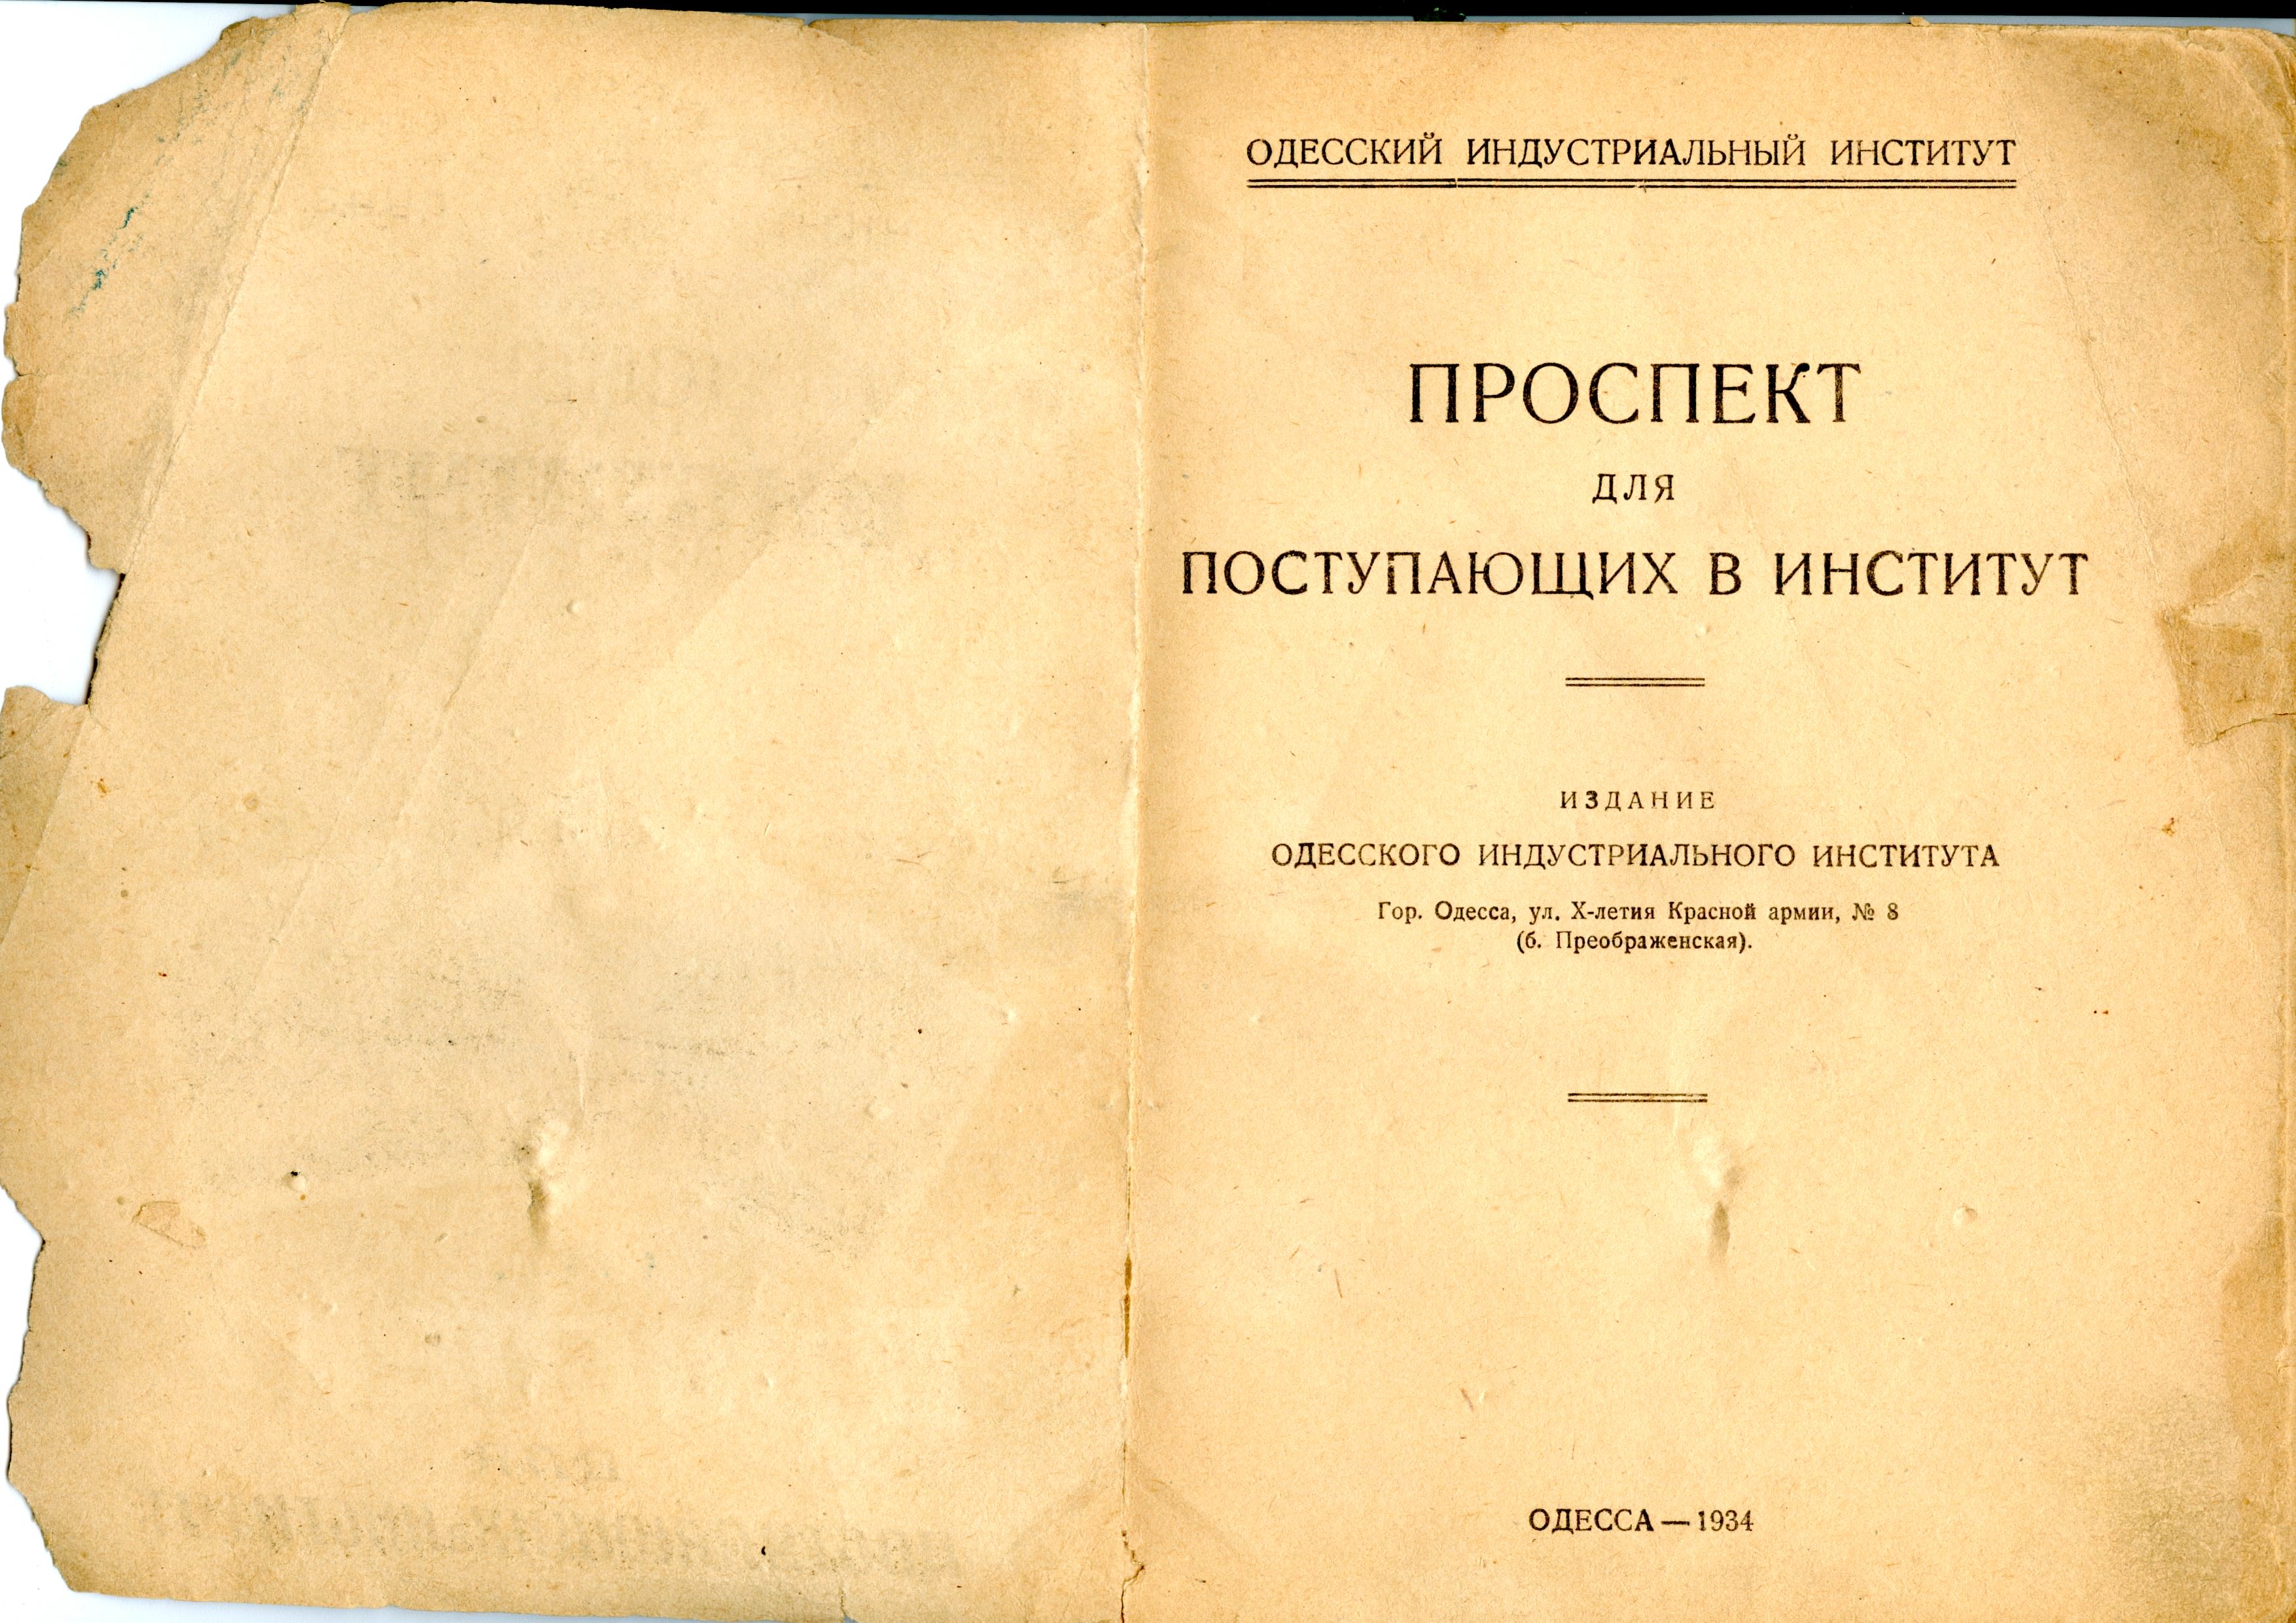 ОДЕССКИЙ ИНДУСТРИАЛЬНЫЙ ИНСТИТУТ
ПРОСПЕКТ
ДЛЯ
ПОСТУПАЮЩИХ В ИНСТИТУТ
ИЗДАНИЕ
ОДЕССКОГО ИНДУСТРИАЛЬНОГО ИНСТИТУТА
Гор. Одесса, ул. X-летия Красной армии, № 8
(б. Преображенская).
ОДЕССА — 1934